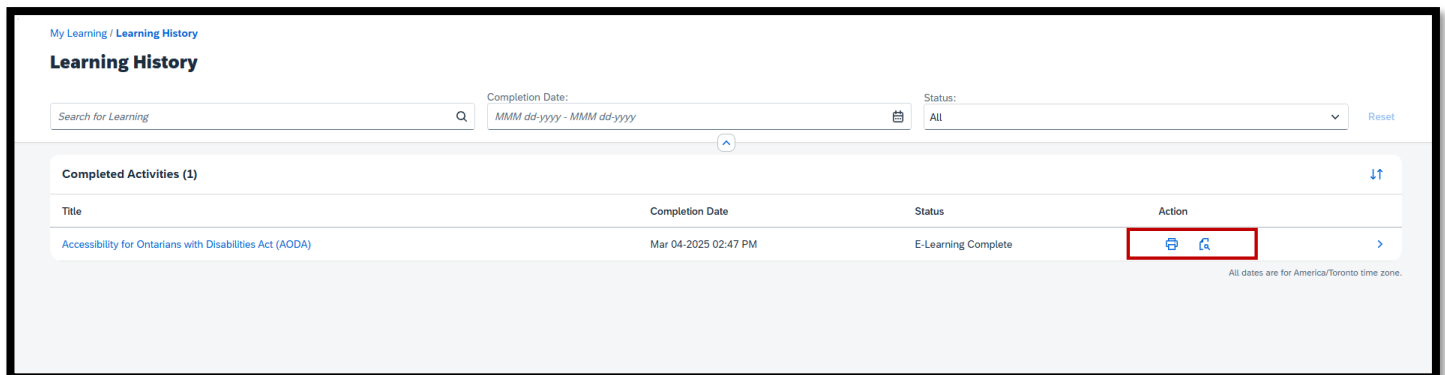 My Learning / Learning History
Learning History
Completion Date:
Status:
Search for Learning
MMM dd-yyyy - MMM dd-yyyy
All
Reset
Completed Activities (1)
Title Completion Date Status Action
Accessibility for Ontarians with Disabilities Act (AODA) Mar 04-2025 02:47 PM E-Learning Complete
All dates are for America/Toronto time zone.